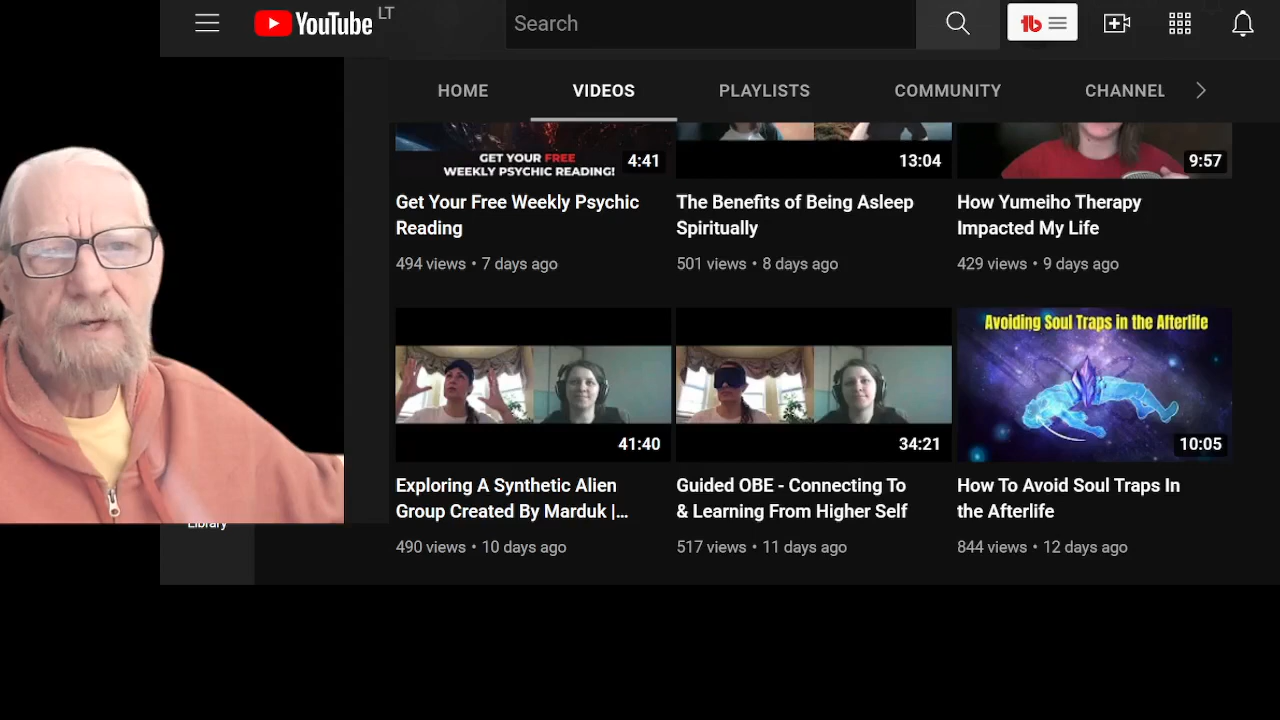 YouTube LT
Search
HOME VIDEOS PLAYLISTS COMMUNITY CHANNEL
GET YOUR FREE
WEEKLY PSYCHIC READING!
4:41
13:04
9:57
Get Your Free Weekly Psychic
Reading
494 views • 7 days ago
The Benefits of Being Asleep
Spiritually
501 views • 8 days ago
How Yumeiho Therapy
Impacted My Life
429 views • 9 days ago
41:40
34:21
Avoiding Soul Traps in the Afterlife
10:05
Exploring A Synthetic Alien
Group Created By Marduk |...
490 views • 10 days ago
Guided OBE - Connecting To
& Learning From Higher Self
517 views • 11 days ago
How To Avoid Soul Traps In
the Afterlife
844 views • 12 days ago
Library